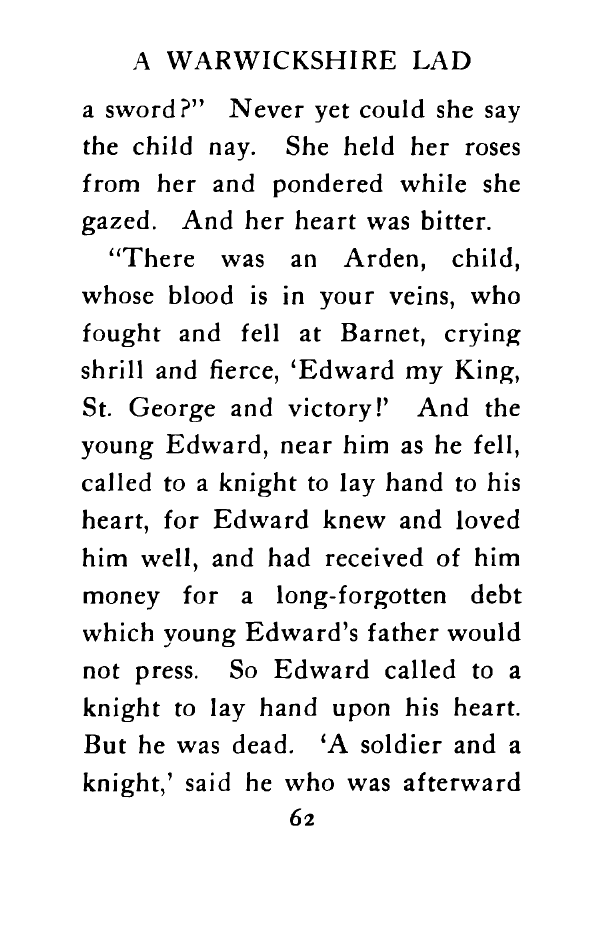 A WARWICKSHIRE LAD
a sword?” Never yet could she say
the child nay. She held her roses
from her and pondered while she
gazed. And her heart was bitter.
“There was an Arden, child,
whose blood is in your veins, who
fought and fell at Barnet, crying
shrill and fierce, ‘Edward my King,
St. George and victory!’ And the
young Edward, near him as he fell,
called to a knight to lay hand to his
heart, for Edward knew and loved
him well, and had received of him
money for a long-forgotten debt
which young Edward’s father would
not press. So Edward called to a
knight to lay hand upon his heart.
But he was dead. ‘A soldier and a
knight,’ said he who was afterward
62